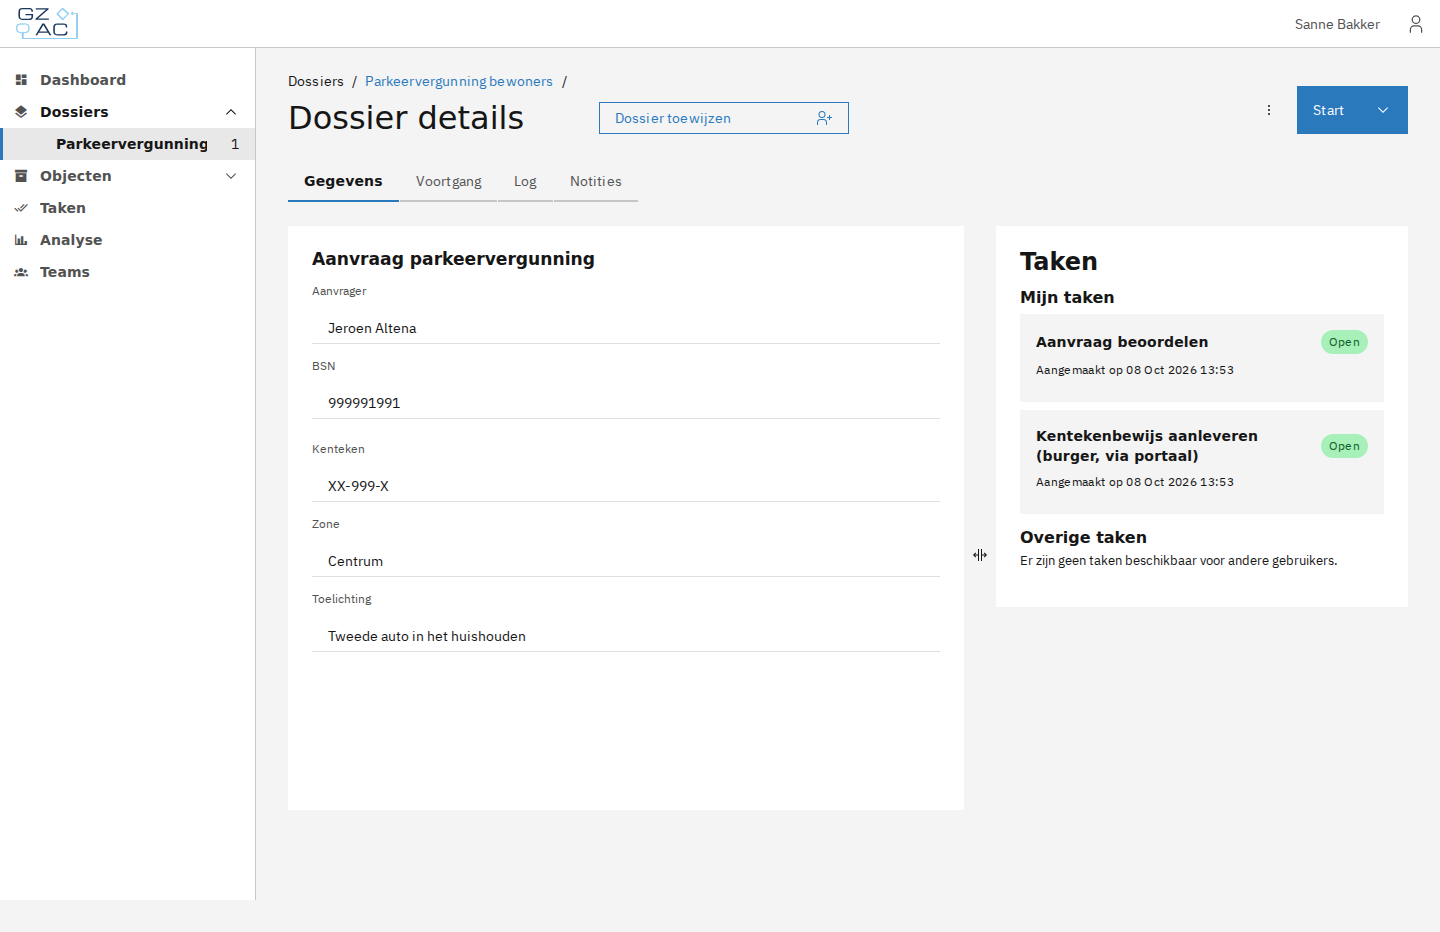 GZ
AC
Sanne Bakker
Dashboard
Dossiers
Parkeervergunning 1
Objecten
Taken
Analyse
Teams
Dossiers / Parkeervergunning bewoners /
Dossier details
Dossier toewijzen
Start
Gegevens Voortgang Log Notities
Aanvraag parkeervergunning
Aanvrager
Jeroen Altena
BSN
999991991
Kenteken
XX-999-X
Zone
Centrum
Toelichting
Tweede auto in het huishouden
Taken
Mijn taken
Aanvraag beoordelen Open
Aangemaakt op 08 Oct 2026 13:53
Kentekenbewijs aanleveren
(burger, via portaal) Open
Aangemaakt op 08 Oct 2026 13:53
Overige taken
Er zijn geen taken beschikbaar voor andere gebruikers.